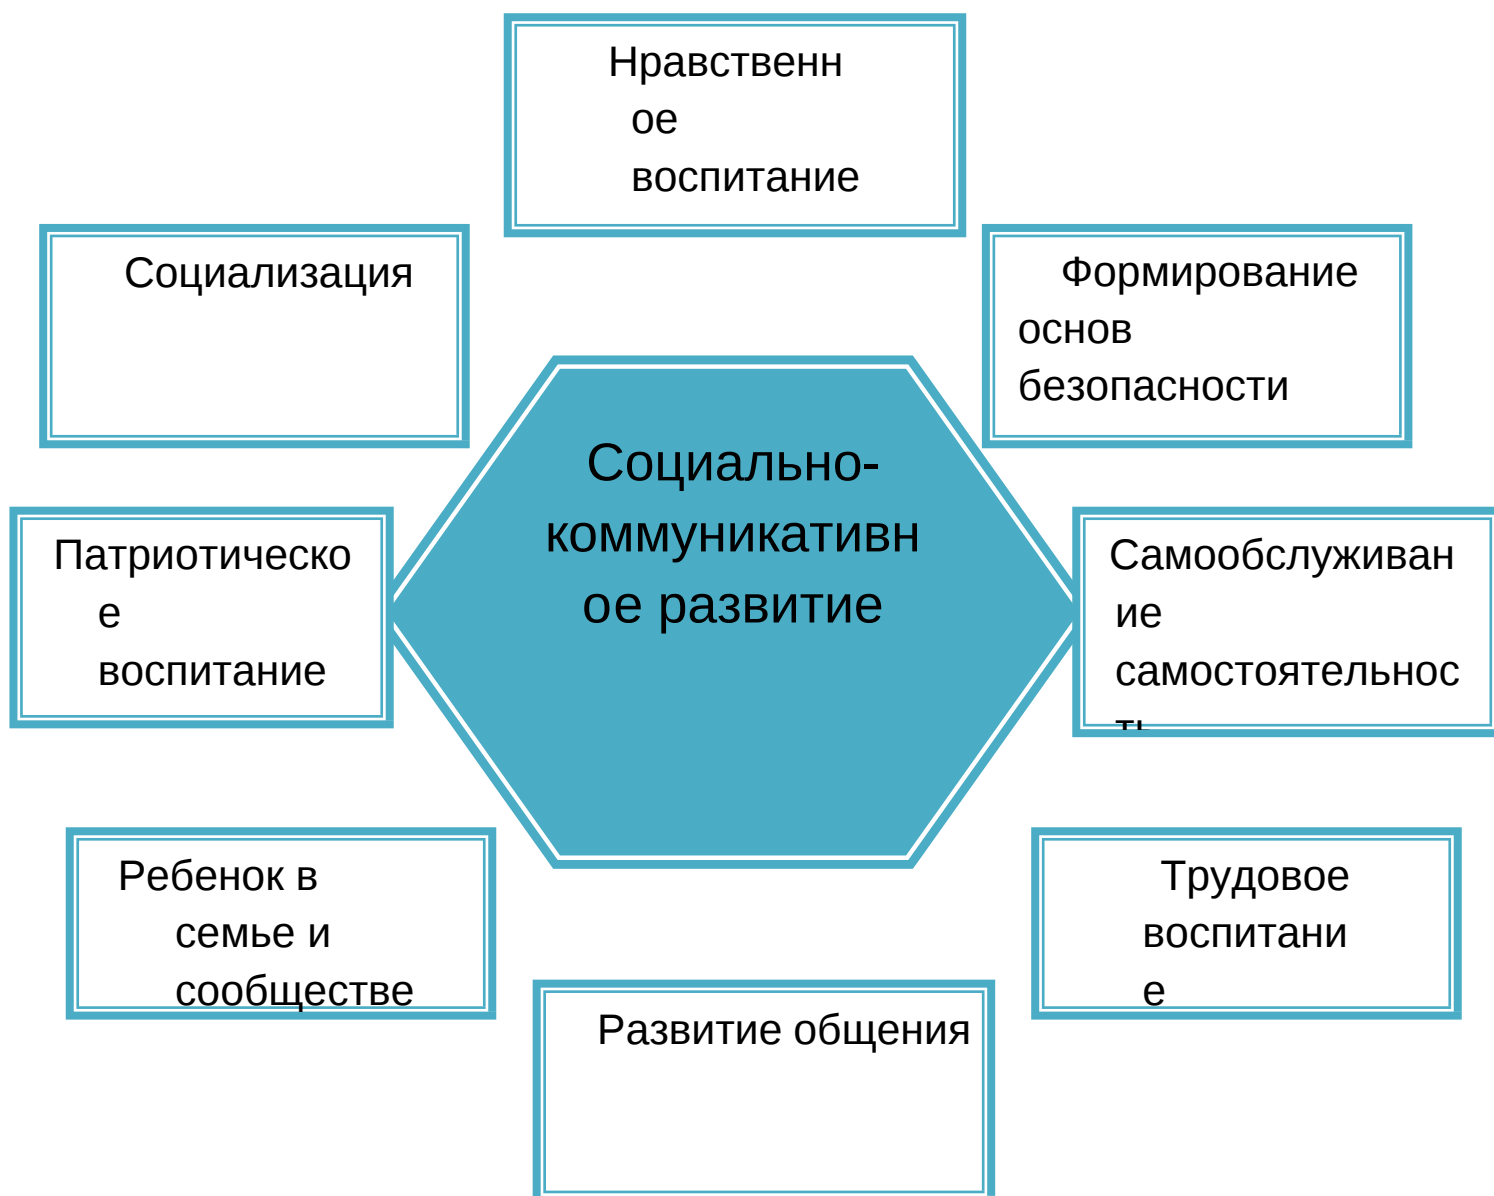 Нравственн
ое
воспитание
Социализация
Формирование
основ
безопасности
Социально-
коммуникативн
ое развитие
Патриотическо
е
воспитание
Самообслуживан
ие
самостоятельнос
ть
Ребенок в
семье и
сообществе
Трудовое
воспитани
е
Развитие общения